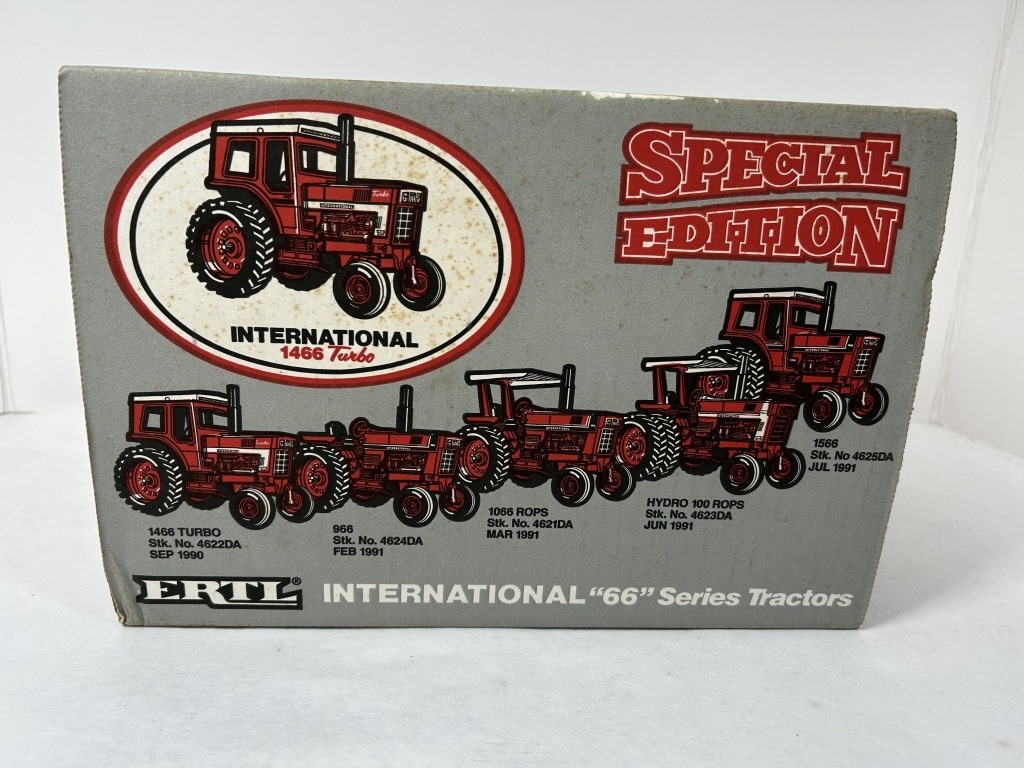 SPECIAL
EDITION
INTERNATIONAL
1466 Turbo
1466 TURBO
Stk. No. 4622DA
SEP 1990
966
Stk. No. 4624DA
FEB 1991
1066 ROPS
Stk. No. 4621DA
MAR 1991
HYDRO 100 ROPS
Stk. No. 4623DA
JUN 1991
1566
Stk. No 4625DA
JUL 1991
ERTL® INTERNATIONAL "66" Series Tractors
Turbo
INTERNATIONAL